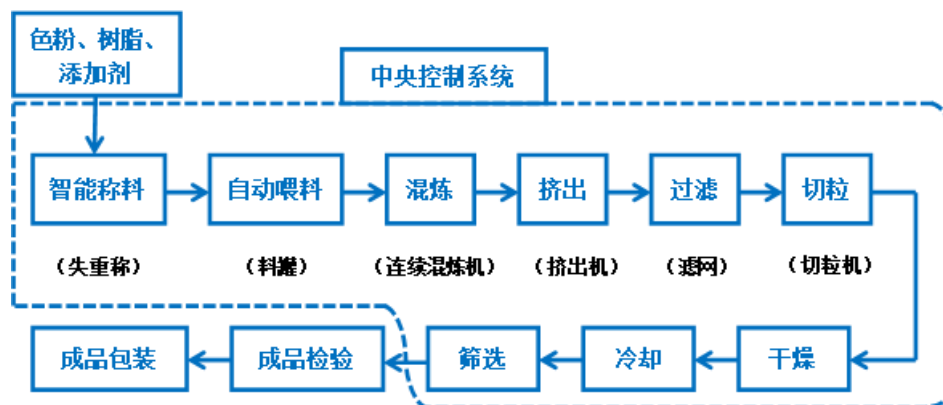 色粉、树脂、
添加剂
中央控制系统
智能称料
自动喂料
混炼
挤出
过滤
切粒
（失重称）
（料罐）
（连续混炼机）
（挤出机）
（滤网）
（切粒机）
成品包装
成品检验
筛选
冷却
干燥